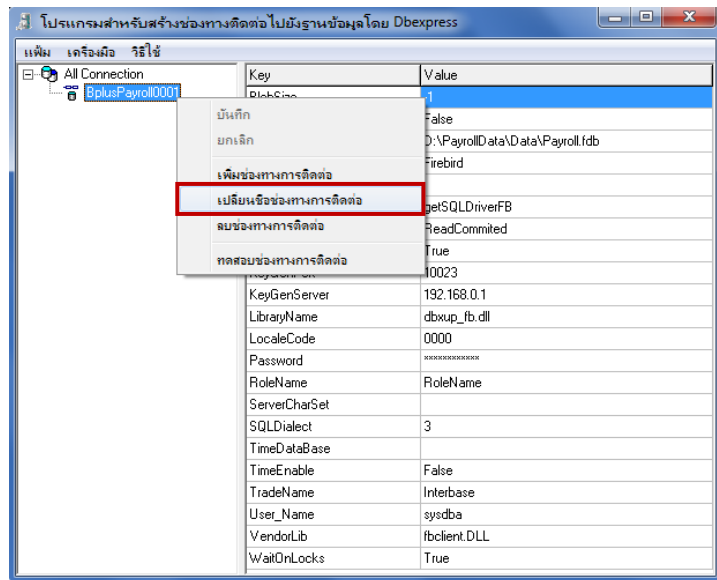 โปรแกรมสำหรับสร้างช่องทางติดต่อไปยังฐานข้อมูลโดย Dbexpress
แฟ้ม เครื่องมือ วิธีใช้
All Connection
BplusPayroll0001
Key Value
BlobSize -1
False
D:\PayrollData\Data\Payroll.fdb
Firebird
getSQLDriverFB
ReadCommited
True
KeyGenPort 10023
KeyGenServer 192.168.0.1
LibraryName dbxup_fb.dll
LocaleCode 0000
Password ************
RoleName RoleName
ServerCharSet
SQLDialect 3
TimeDataBase
TimeEnable False
TradeName Interbase
User_Name sysdba
VendorLib fbclient.DLL
WaitOnLocks True
บันทึก
ยกเลิก
เพิ่มช่องทางการติดต่อ
เปลี่ยนชื่อช่องทางการติดต่อ
ลบช่องทางการติดต่อ
ทดสอบช่องทางการติดต่อ